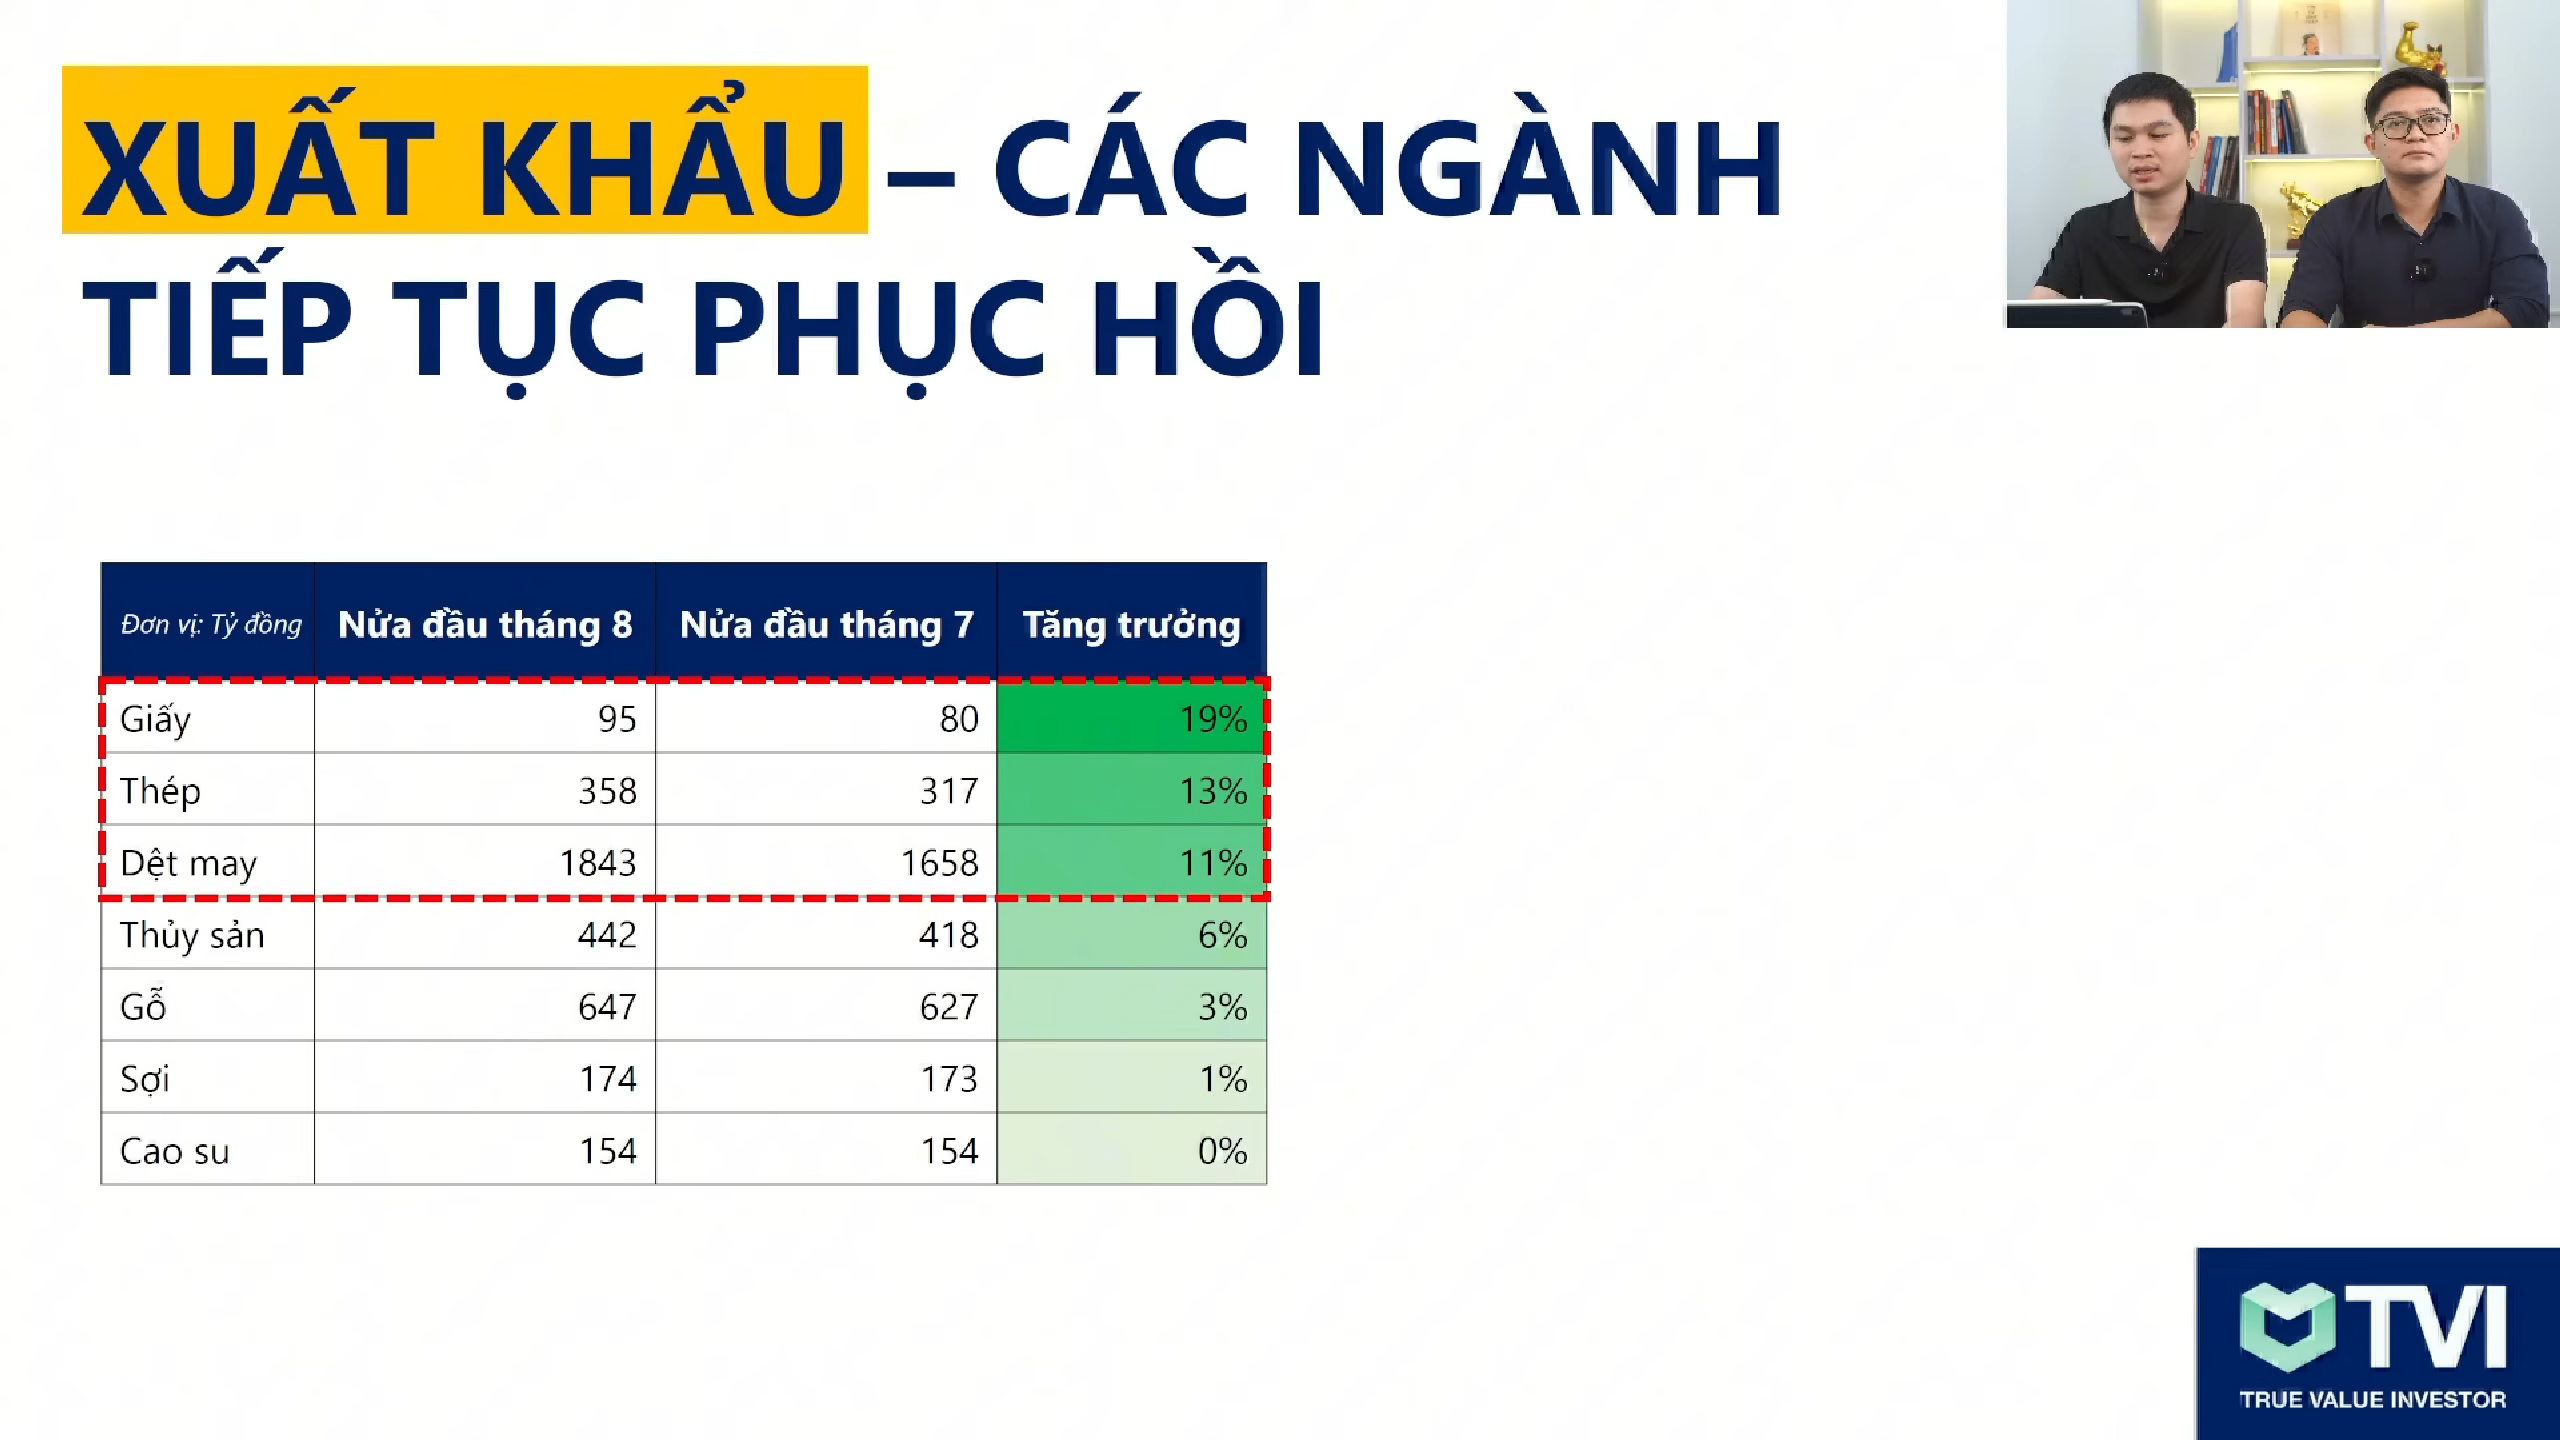 XUẤT KHẨU – CÁC NGÀNH
TIẾP TỤC PHỤC HỒI
Đơn vị: Tỷ đồng Nửa đầu tháng 8 Nửa đầu tháng 7 Tăng trưởng
Giấy 95 80 19%
Thép 358 317 13%
Dệt may 1843 1658 11%
Thủy sản 442 418 6%
Gỗ 647 627 3%
Sợi 174 173 1%
Cao su 154 154 0%
TVI
TRUE VALUE INVESTOR